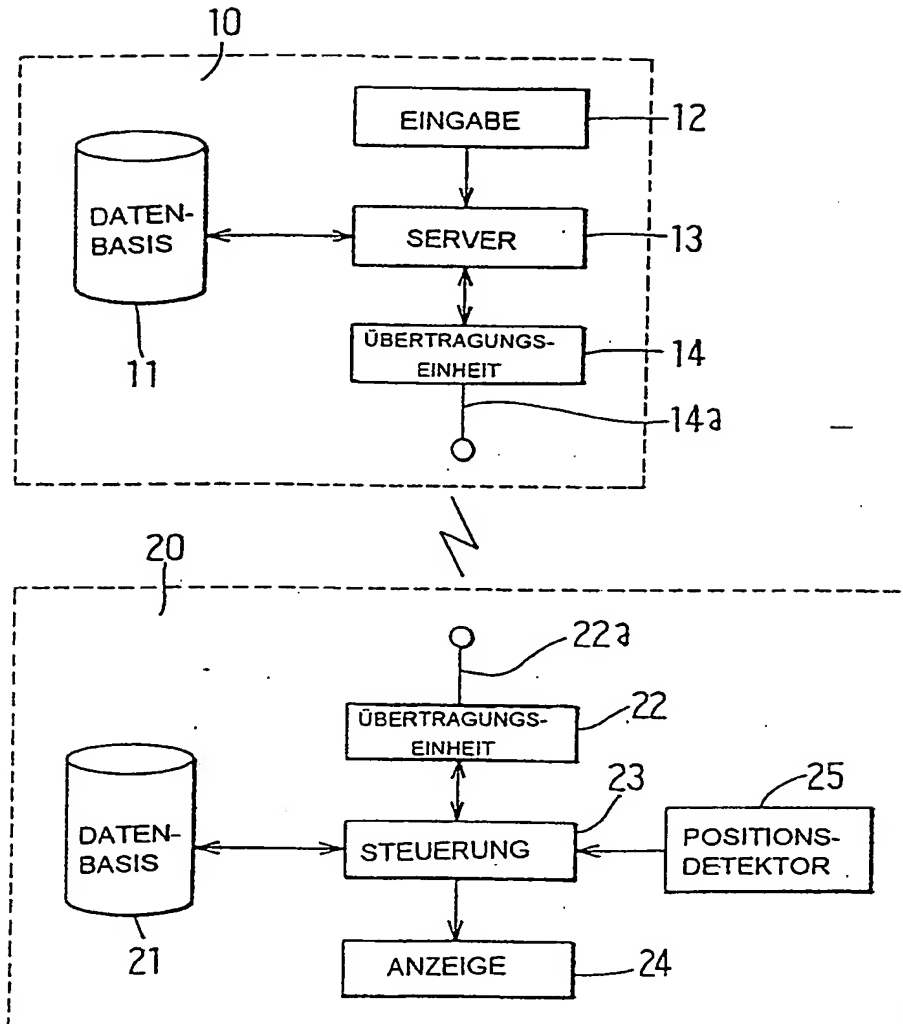 10
EINGABE
12
DATEN-
BASIS
SERVER
13
11
ÜBERTRAGUNGS-
EINHEIT
14
14a
20
22a
ÜBERTRAGUNGS-
EINHEIT
22
23
25
DATEN-
BASIS
STEUERUNG
POSITIONS-
DETEKTOR
21
ANZEIGE
24